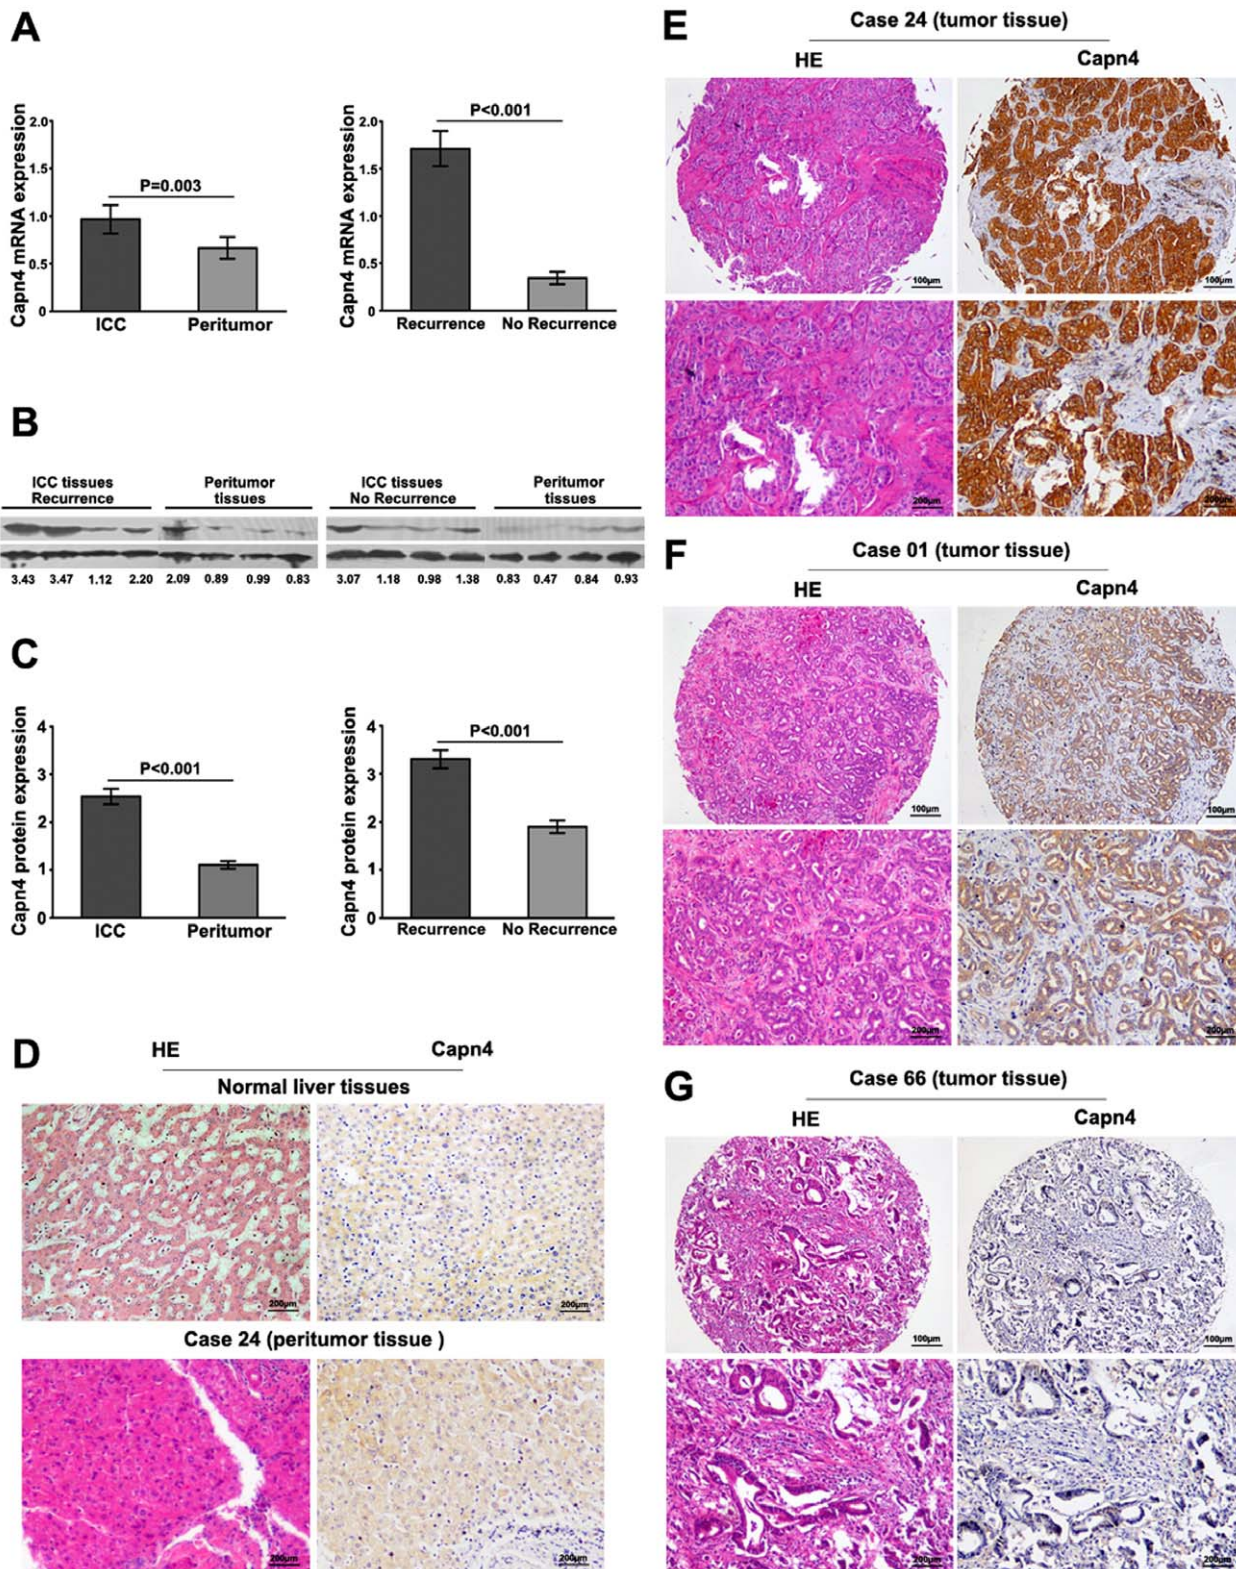 A
Capn4 mRNA expression
2.0
1.5
1.0
0.5
0
P=0.003
ICC Peritumor
Capn4 mRNA expression
2.0
1.5
1.0
0.5
0
P<0.001
Recurrence No Recurrence
B
ICC tissues
Recurrence
Peritumor
tissues
ICC tissues
No Recurrence
Peritumor
tissues
3.43 3.47 1.12 2.20 2.09 0.89 0.99 0.83
3.07 1.18 0.98 1.38 0.83 0.47 0.84 0.93
C
Capn4 protein expression
4
3
2
1
0
P<0.001
ICC Peritumor
Capn4 protein expression
4
3
2
1
0
P<0.001
Recurrence No Recurrence
D
HE Capn4
Normal liver tissues
200µm 200µm
Case 24 (peritumor tissue )
200µm 200µm
E
Case 24 (tumor tissue)
HE Capn4
100µm 100µm
200µm 200µm
F
Case 01 (tumor tissue)
HE Capn4
100µm 100µm
200µm 200µm
G
Case 66 (tumor tissue)
HE Capn4
100µm 100µm
200µm 200µm